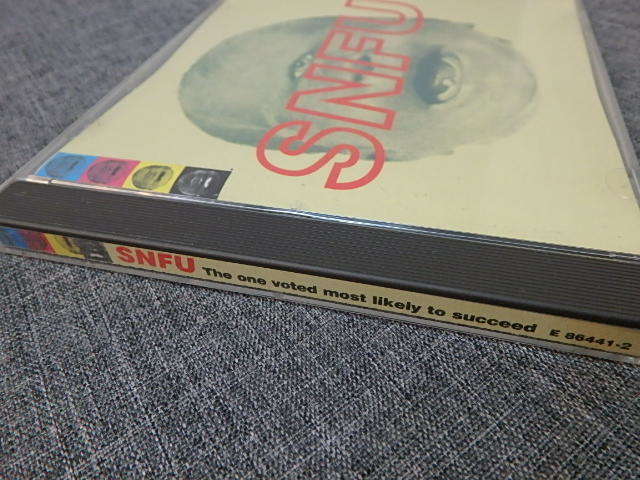 SNFU
SNFU The one voted most likely to succeed E 86441-2